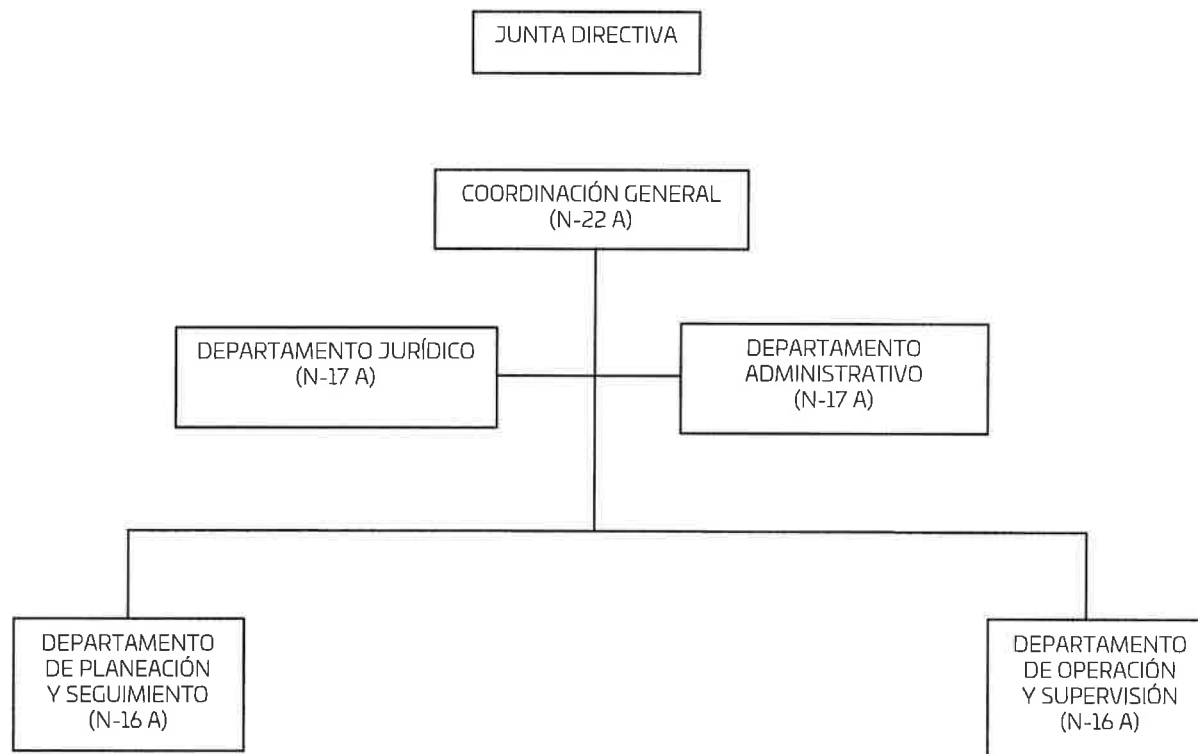 JUNTA DIRECTIVA
COORDINACIÓN GENERAL
(N-22 A)
DEPARTAMENTO JURÍDICO
(N-17 A)
DEPARTAMENTO
ADMINISTRATIVO
(N-17 A)
DEPARTAMENTO
DE PLANEACIÓN
Y SEGUIMIENTO
(N-16 A)
DEPARTAMENTO
DE OPERACIÓN
Y SUPERVISIÓN
(N-16 A)